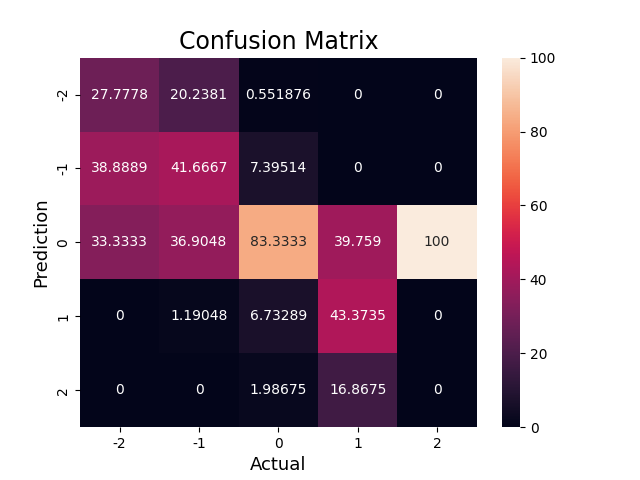 Confusion Matrix
-2 27.7778 20.2381 0.551876 0 0
-1 38.8889 41.6667 7.39514 0 0
0 33.3333 36.9048 83.3333 39.759 100
1 0 1.19048 6.73289 43.3735 0
2 0 0 1.98675 16.8675 0
-2 -1 0 1 2
Prediction
Actual
100
80
60
40
20
0